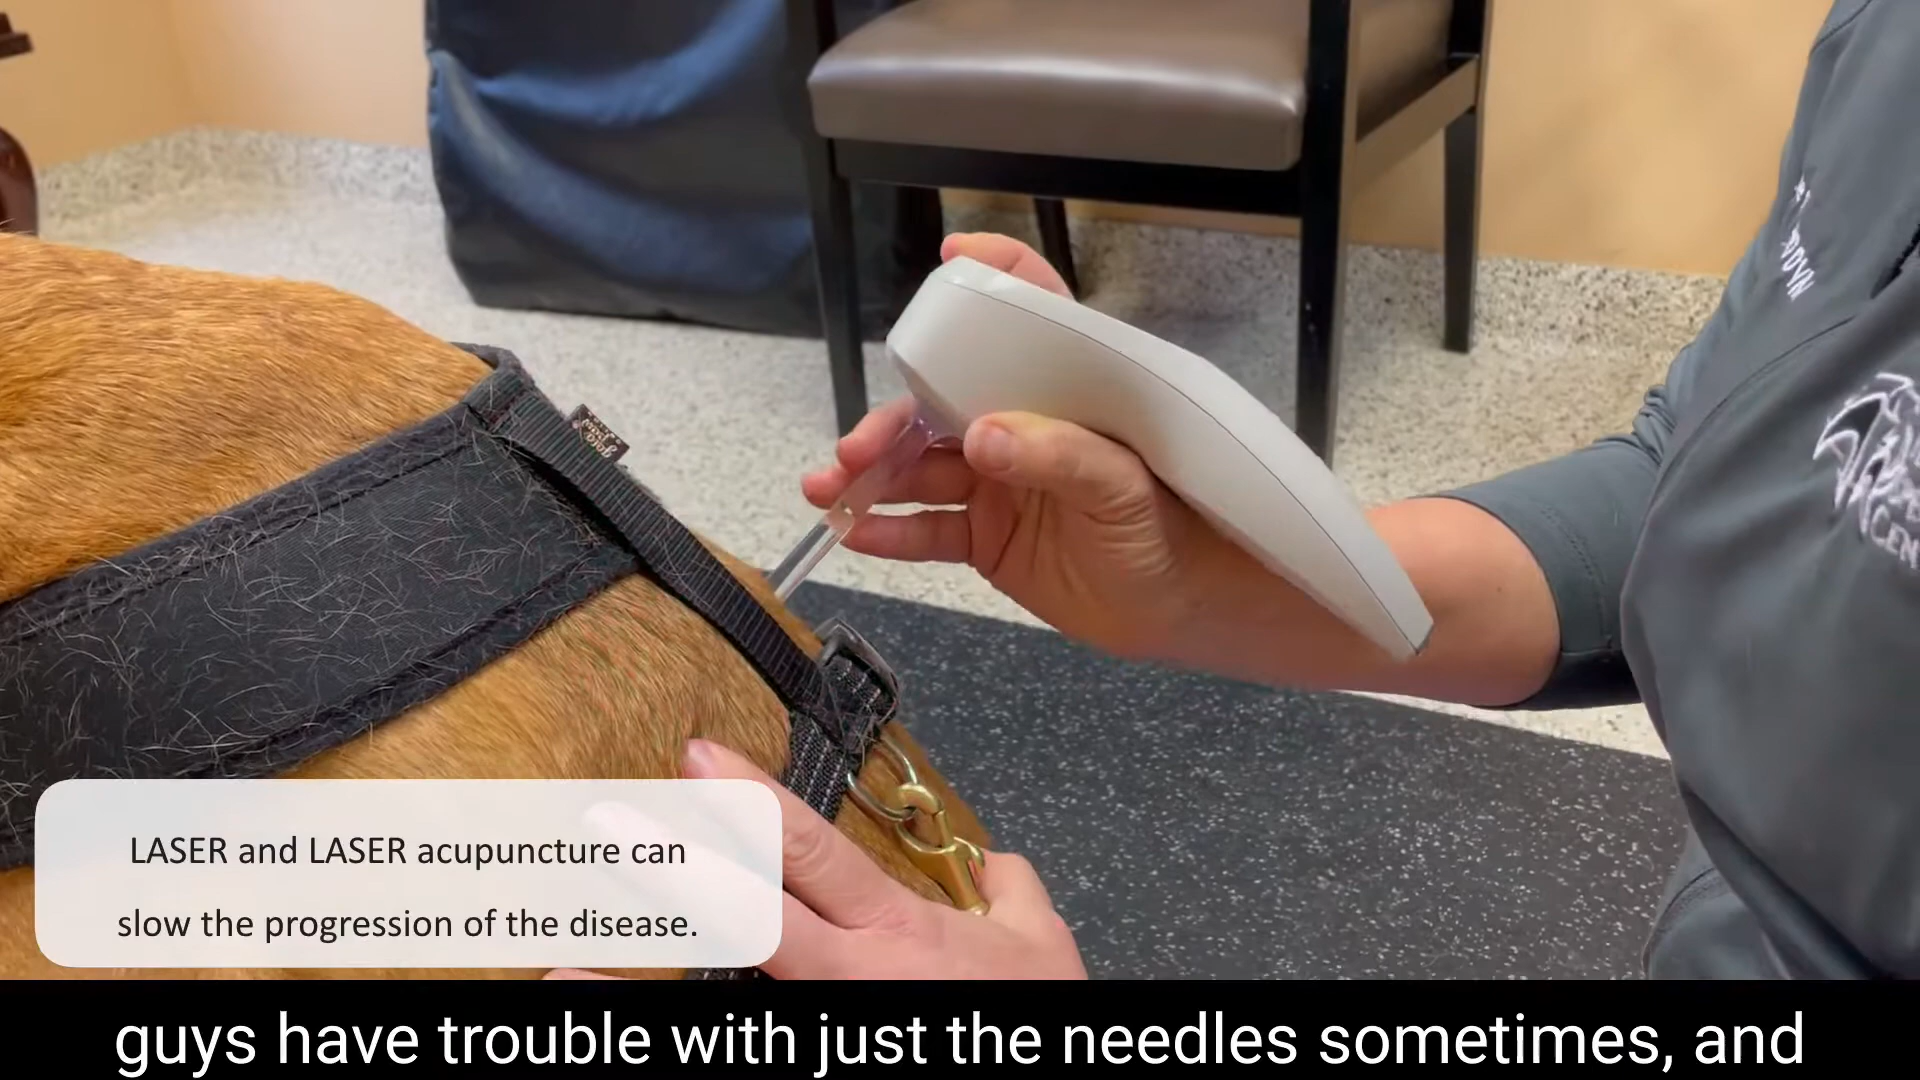 LASER and LASER acupuncture can
slow the progression of the disease.
guys have trouble with just the needles sometimes, and